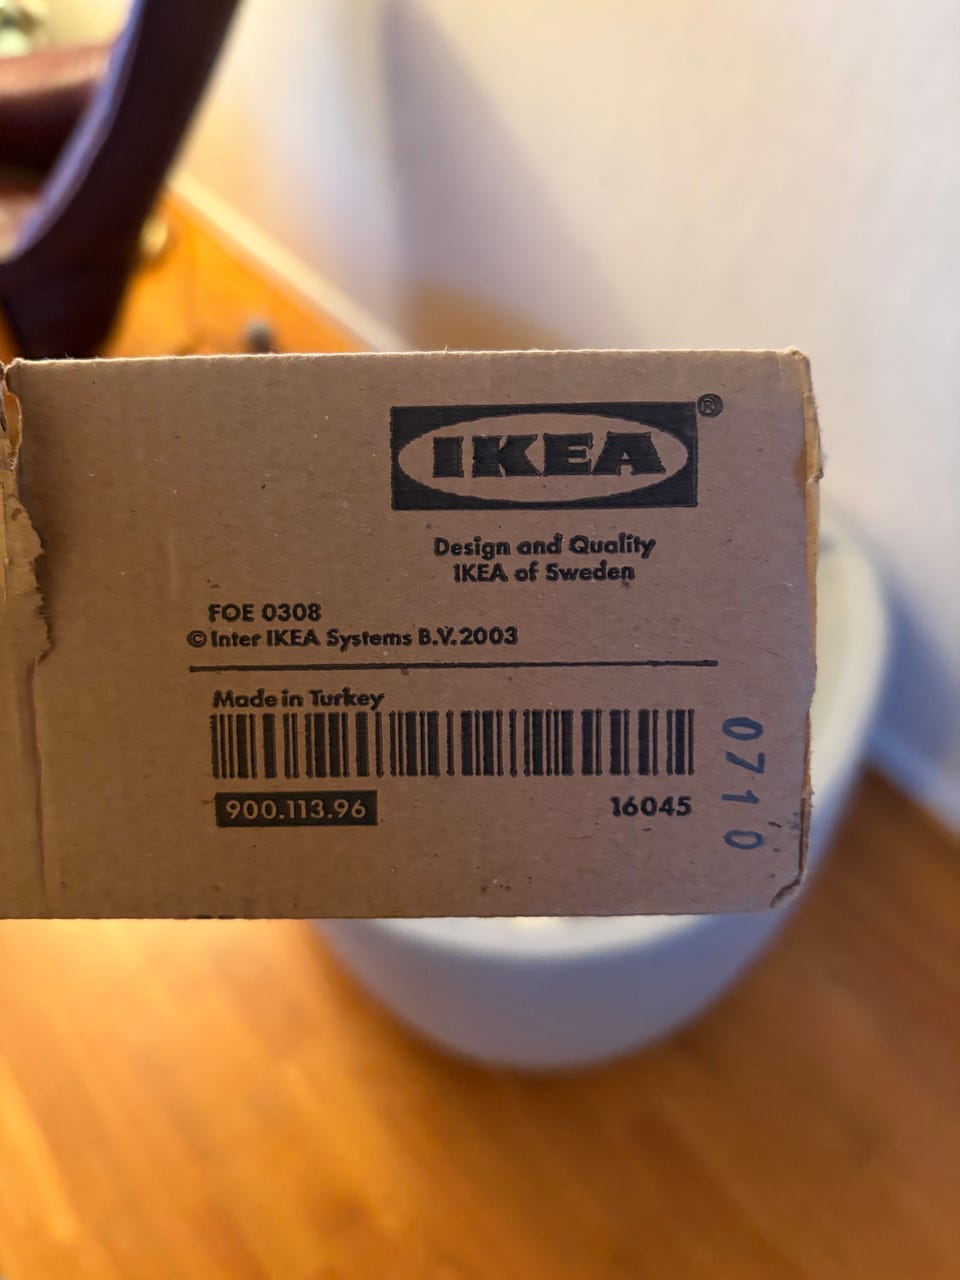 IKEA®
Design and Quality
IKEA of Sweden
FOE 0308
© Inter IKEA Systems B.V. 2003
Made in Turkey
900.113.96
16045
0710